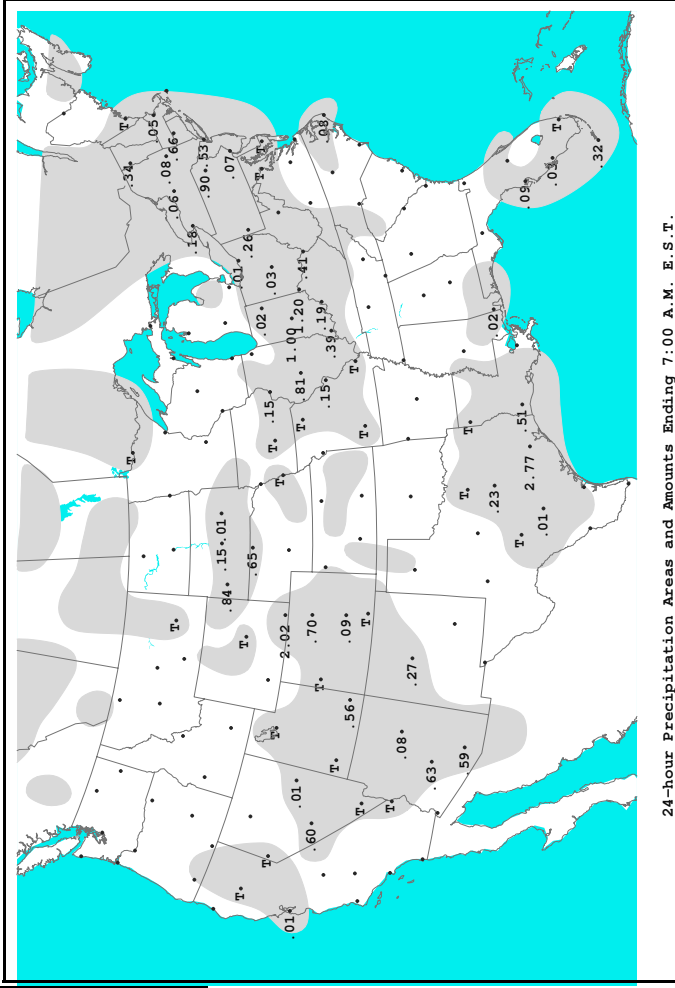 T
.34
T
.05
.08
.06
.66
T
.18
.53
.90
.15 .01
.84
.07
.01
T
T
.26
.65
T
T
.02
T
.15
.03
T
T
T
2.02
.01
1.00
.01
1.20
.81
T
.41
.60
.70
T
.19
.08
.15
.39
T
.09
.56
T
T
T
T
T
.08
.27
.63
.59
T
T
.02
.23
T
.51
.09
2.77
.01
.03
T
.32
24-hour Precipitation Areas and Amounts Ending 7:00 A.M. E.S.T.